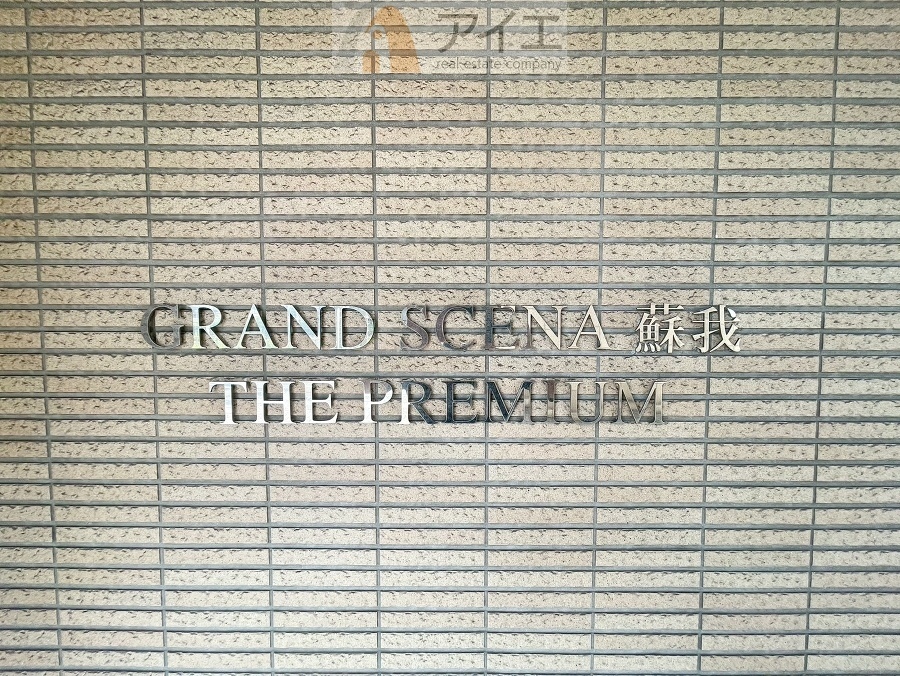 アイエ
real estate company
GRAND SCENA 蘇我
THE PREMIUM